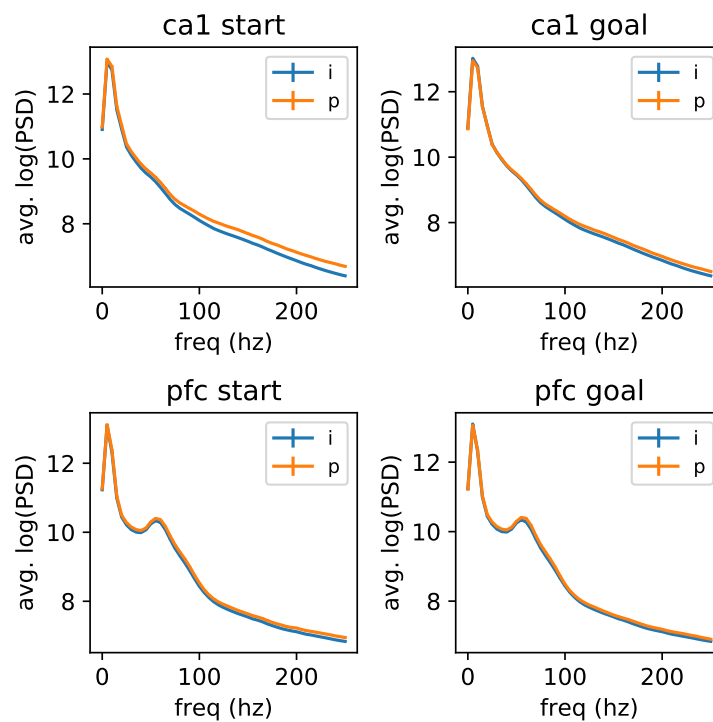 ca1 start
ca1 goal
avg. log(PSD)
12
10
8
i
p
0 100 200
freq (hz)
avg. log(PSD)
12
10
8
i
p
0 100 200
freq (hz)
pfc start
pfc goal
avg. log(PSD)
12
10
8
i
p
0 100 200
freq (hz)
avg. log(PSD)
12
10
8
i
p
0 100 200
freq (hz)